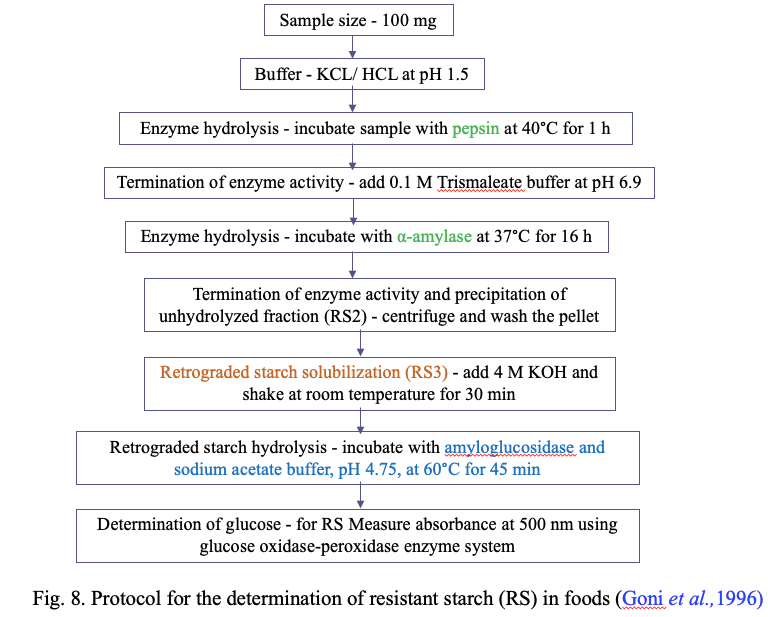 Sample size - 100 mg
Buffer - KCL/ HCL at pH 1.5
Enzyme hydrolysis - incubate sample with pepsin at 40°C for 1 h
Termination of enzyme activity - add 0.1 M Trismaleate buffer at pH 6.9
Enzyme hydrolysis - incubate with α-amylase at 37°C for 16 h
Termination of enzyme activity and precipitation of
unhydrolyzed fraction (RS2) - centrifuge and wash the pellet
Retrograded starch solubilization (RS3) - add 4 M KOH and
shake at room temperature for 30 min
Retrograded starch hydrolysis - incubate with amyloglucosidase and
sodium acetate buffer, pH 4.75, at 60°C for 45 min
Determination of glucose - for RS Measure absorbance at 500 nm using
glucose oxidase-peroxidase enzyme system
Fig. 8. Protocol for the determination of resistant starch (RS) in foods (Goni et al.,1996)